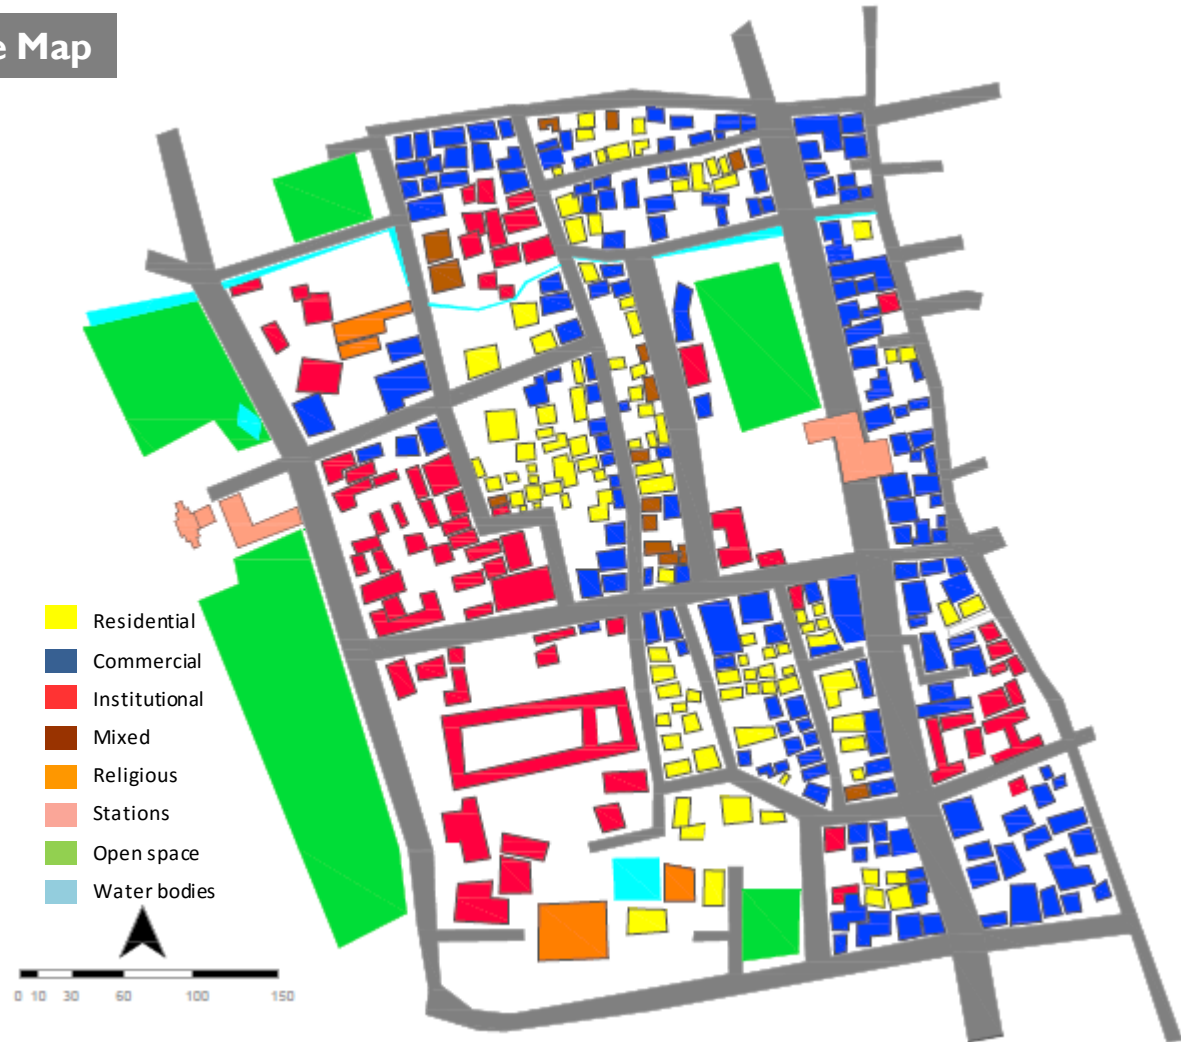 e Map
Residential
Commercial
Institutional
Mixed
Religious
Stations
Open space
Water bodies
0 10 30 60 100 150